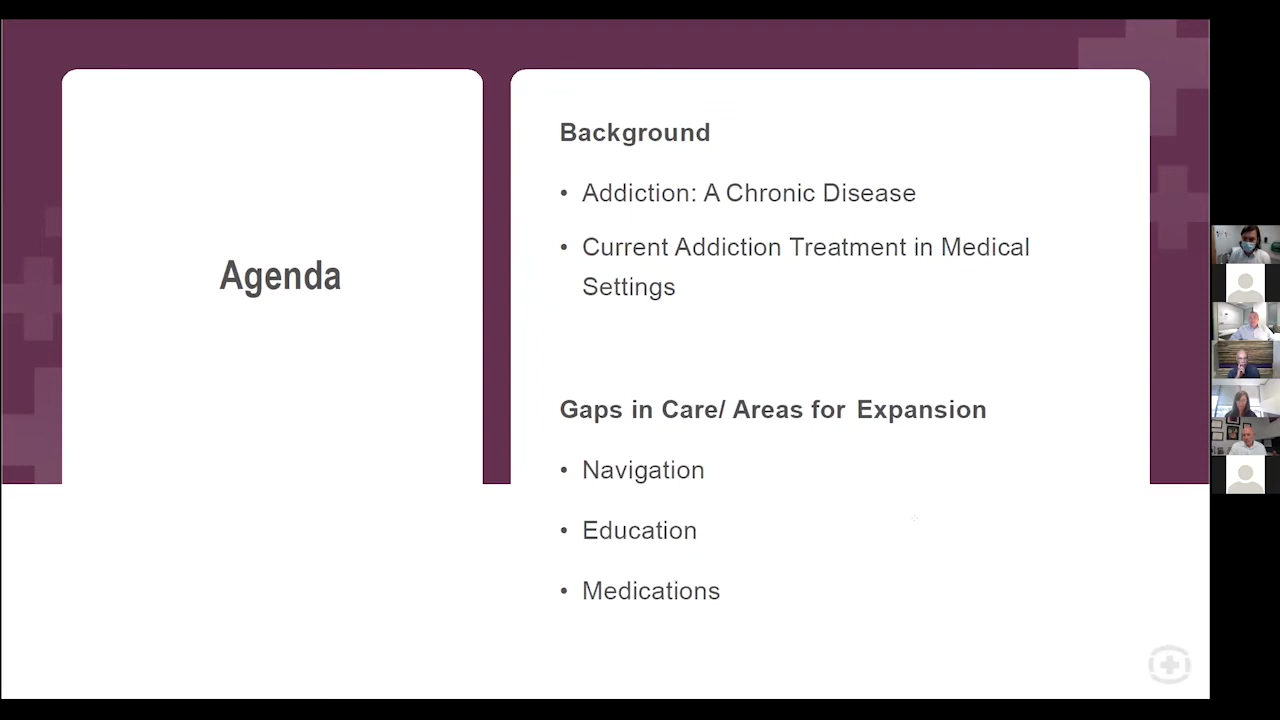 Agenda
Background
• Addiction: A Chronic Disease
• Current Addiction Treatment in Medical
Settings
Gaps in Care/ Areas for Expansion
• Navigation
• Education
• Medications